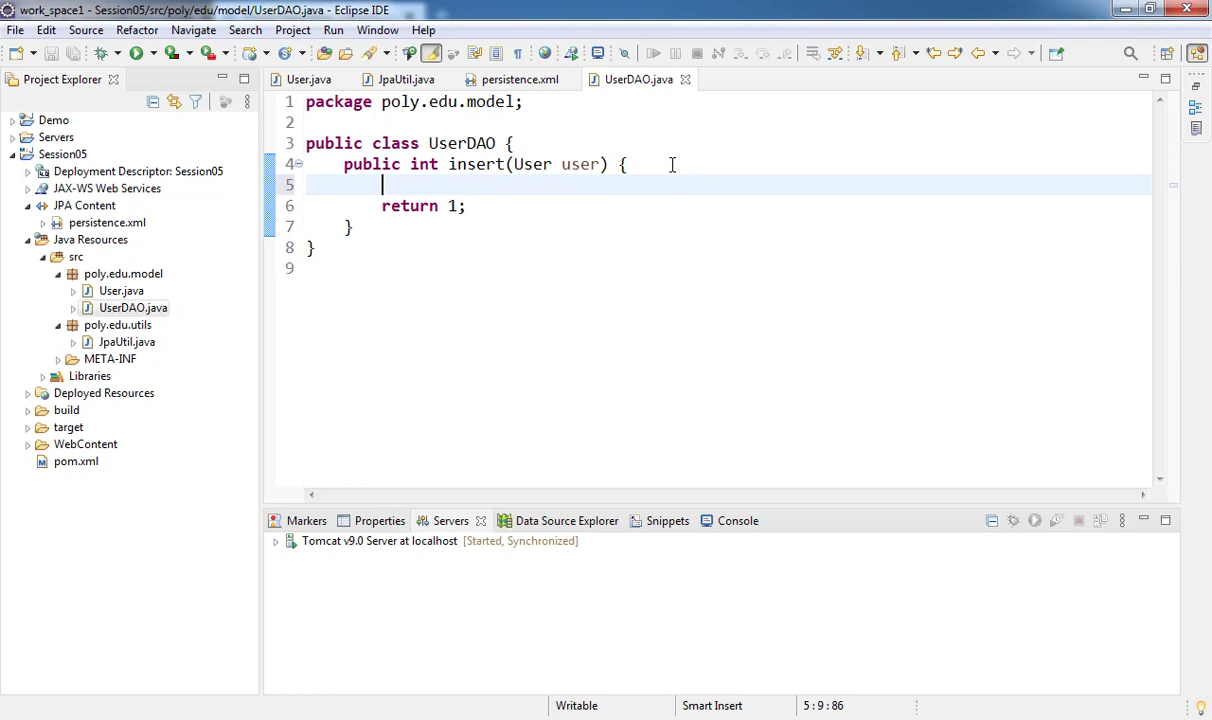 work_space1 - Session05/src/poly/edu/model/UserDAO.java - Eclipse IDE
File Edit Source Refactor Navigate Search Project Run Window Help
Project Explorer
User.java JpaUtil.java persistence.xml UserDAO.java
Demo
Servers
Session05
Deployment Descriptor: Session05
JAX-WS Web Services
JPA Content
persistence.xml
Java Resources
src
poly.edu.model
User.java
UserDAO.java
poly.edu.utils
JpaUtil.java
META-INF
Libraries
Deployed Resources
build
target
WebContent
pom.xml
1 package poly.edu.model;
2
3 public class UserDAO {
4 public int insert(User user) {
5
6 return 1;
7 }
8 }
9
Markers Properties Servers Data Source Explorer Snippets Console
Tomcat v9.0 Server at localhost [Started, Synchronized]
Writable Smart Insert 5 : 9 : 86